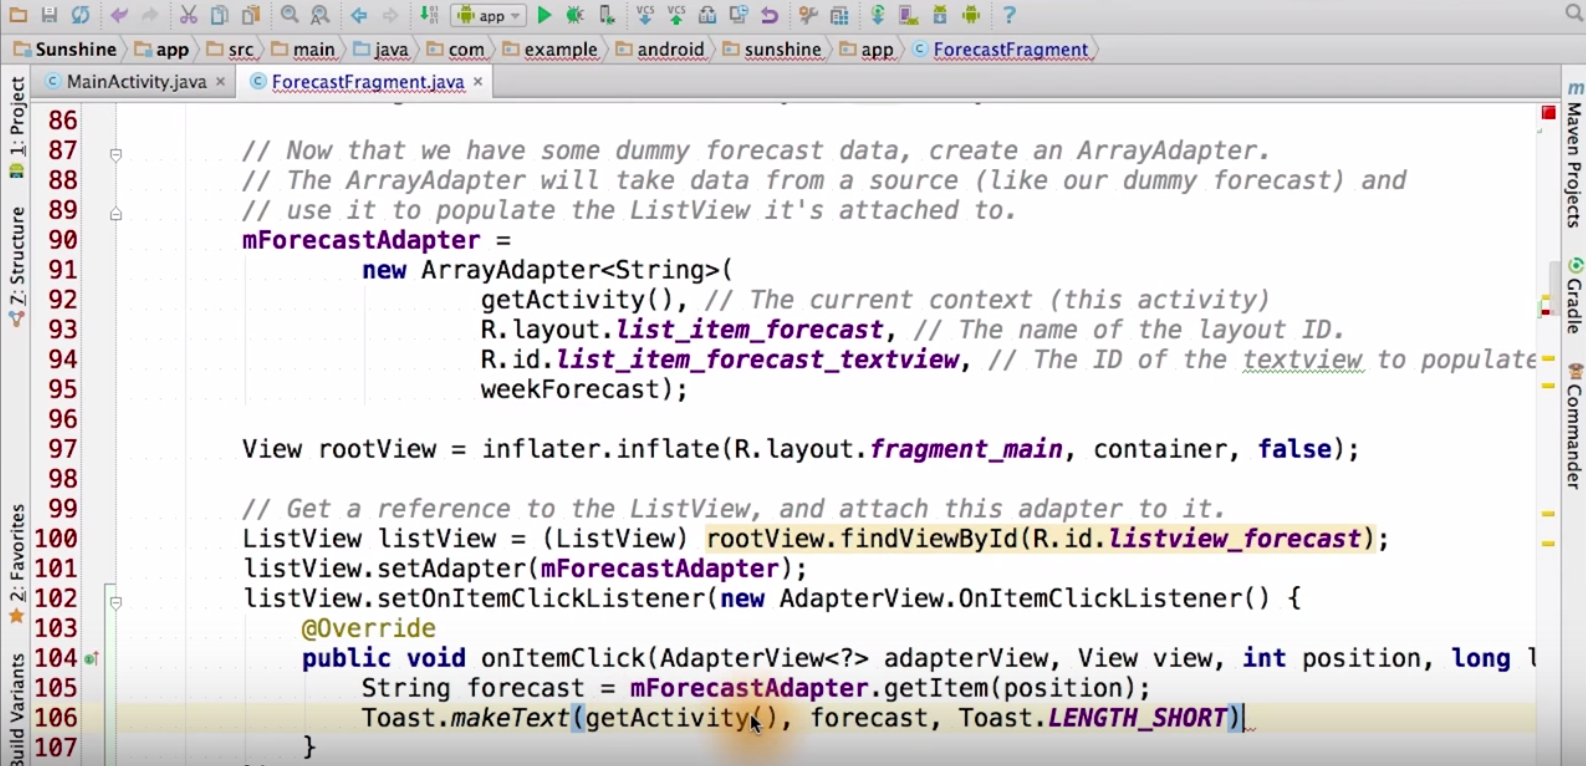 app
Sunshine app src main java com example android sunshine app ForecastFragment
MainActivity.java × ForecastFragment.java ×
1: Project
Z: Structure
2: Favorites
Build Variants
86
87 // Now that we have some dummy forecast data, create an ArrayAdapter.
88 // The ArrayAdapter will take data from a source (like our dummy forecast) and
89 // use it to populate the ListView it's attached to.
90 mForecastAdapter =
91 new ArrayAdapter<String>(
92 getActivity(), // The current context (this activity)
93 R.layout.list_item_forecast, // The name of the layout ID.
94 R.id.list_item_forecast_textview, // The ID of the textview to populate
95 weekForecast);
96
97 View rootView = inflater.inflate(R.layout.fragment_main, container, false);
98
99 // Get a reference to the ListView, and attach this adapter to it.
100 ListView listView = (ListView) rootView.findViewById(R.id.listview_forecast);
101 listView.setAdapter(mForecastAdapter);
102 listView.setOnItemClickListener(new AdapterView.OnItemClickListener() {
103 @Override
104 public void onItemClick(AdapterView<?> adapterView, View view, int position, long l
105 String forecast = mForecastAdapter.getItem(position);
106 Toast.makeText(getActivity(), forecast, Toast.LENGTH_SHORT)
107 }
Maven Projects
Gradle
Commander